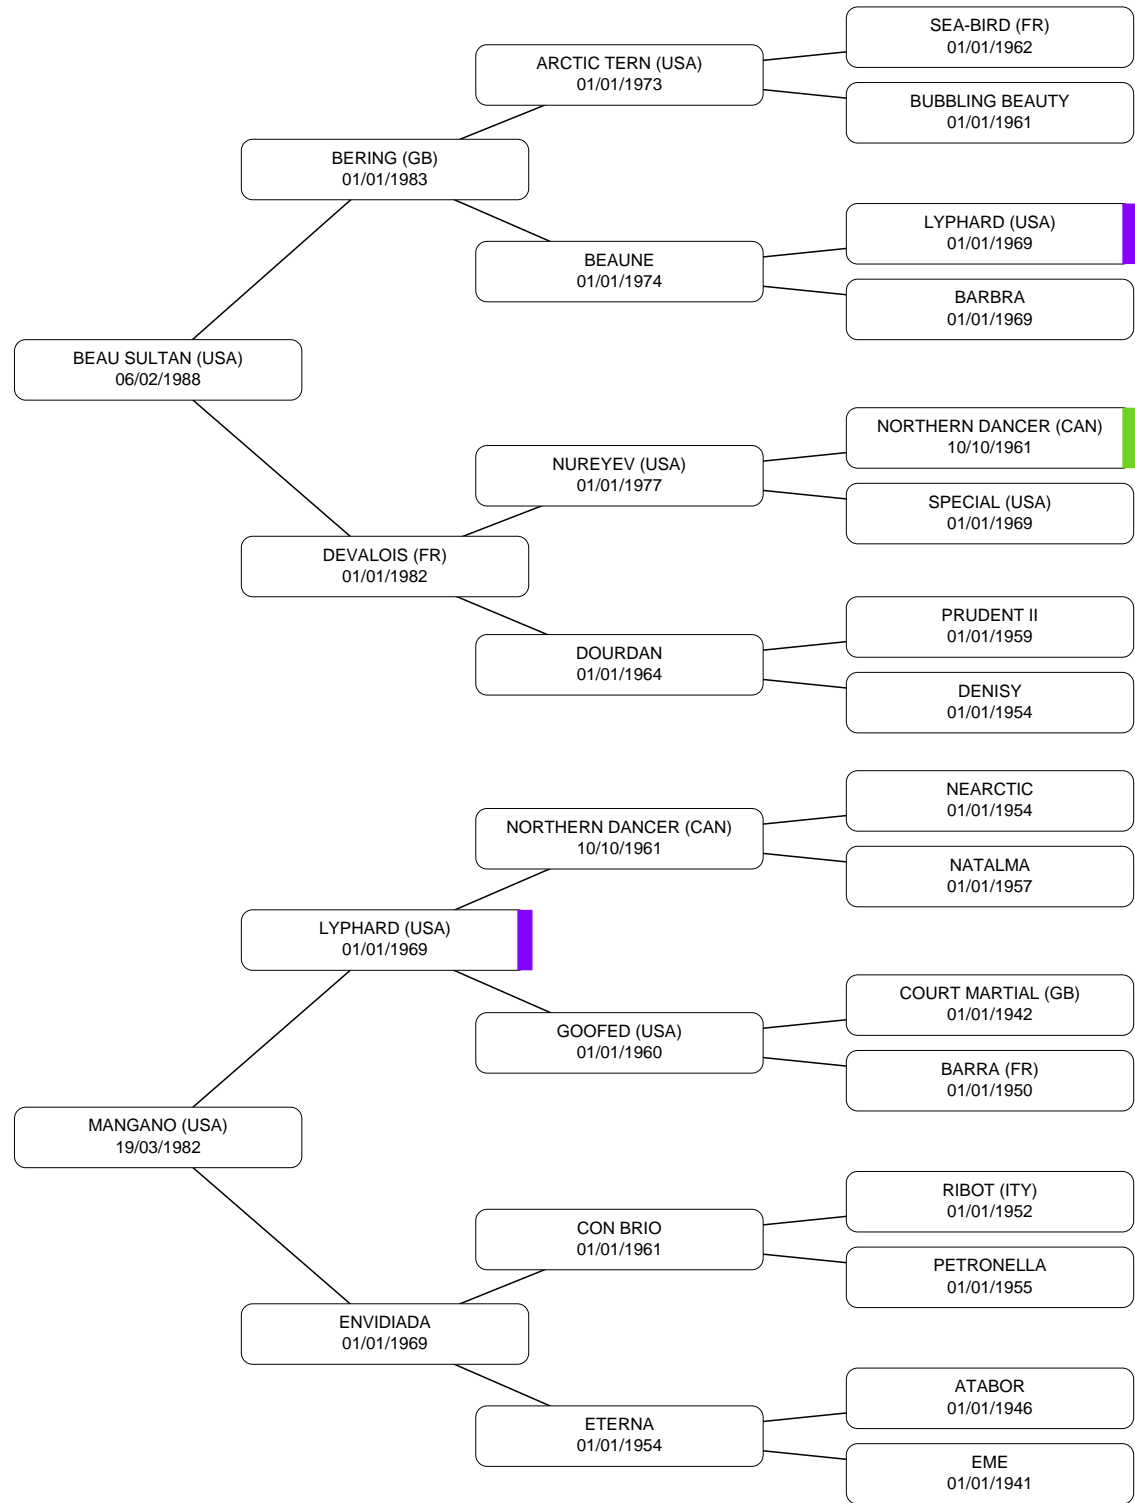 SEA-BIRD (FR)
01/01/1962
ARCTIC TERN (USA)
01/01/1973
BUBBLING BEAUTY
01/01/1961
BERING (GB)
01/01/1983
LYPHARD (USA)
01/01/1969
BEAUNE
01/01/1974
BARBRA
01/01/1969
BEAU SULTAN (USA)
06/02/1988
NORTHERN DANCER (CAN)
10/10/1961
NUREYEV (USA)
01/01/1977
SPECIAL (USA)
01/01/1969
DEVALOIS (FR)
01/01/1982
PRUDENT II
01/01/1959
DOURDAN
01/01/1964
DENISY
01/01/1954
NEARCTIC
01/01/1954
NORTHERN DANCER (CAN)
10/10/1961
NATALMA
01/01/1957
LYPHARD (USA)
01/01/1969
COURT MARTIAL (GB)
01/01/1942
GOOFED (USA)
01/01/1960
BARRA (FR)
01/01/1950
MANGANO (USA)
19/03/1982
RIBOT (ITY)
01/01/1952
CON BRIO
01/01/1961
PETRONELLA
01/01/1955
ENVIDIADA
01/01/1969
ATABOR
01/01/1946
ETERNA
01/01/1954
EME
01/01/1941